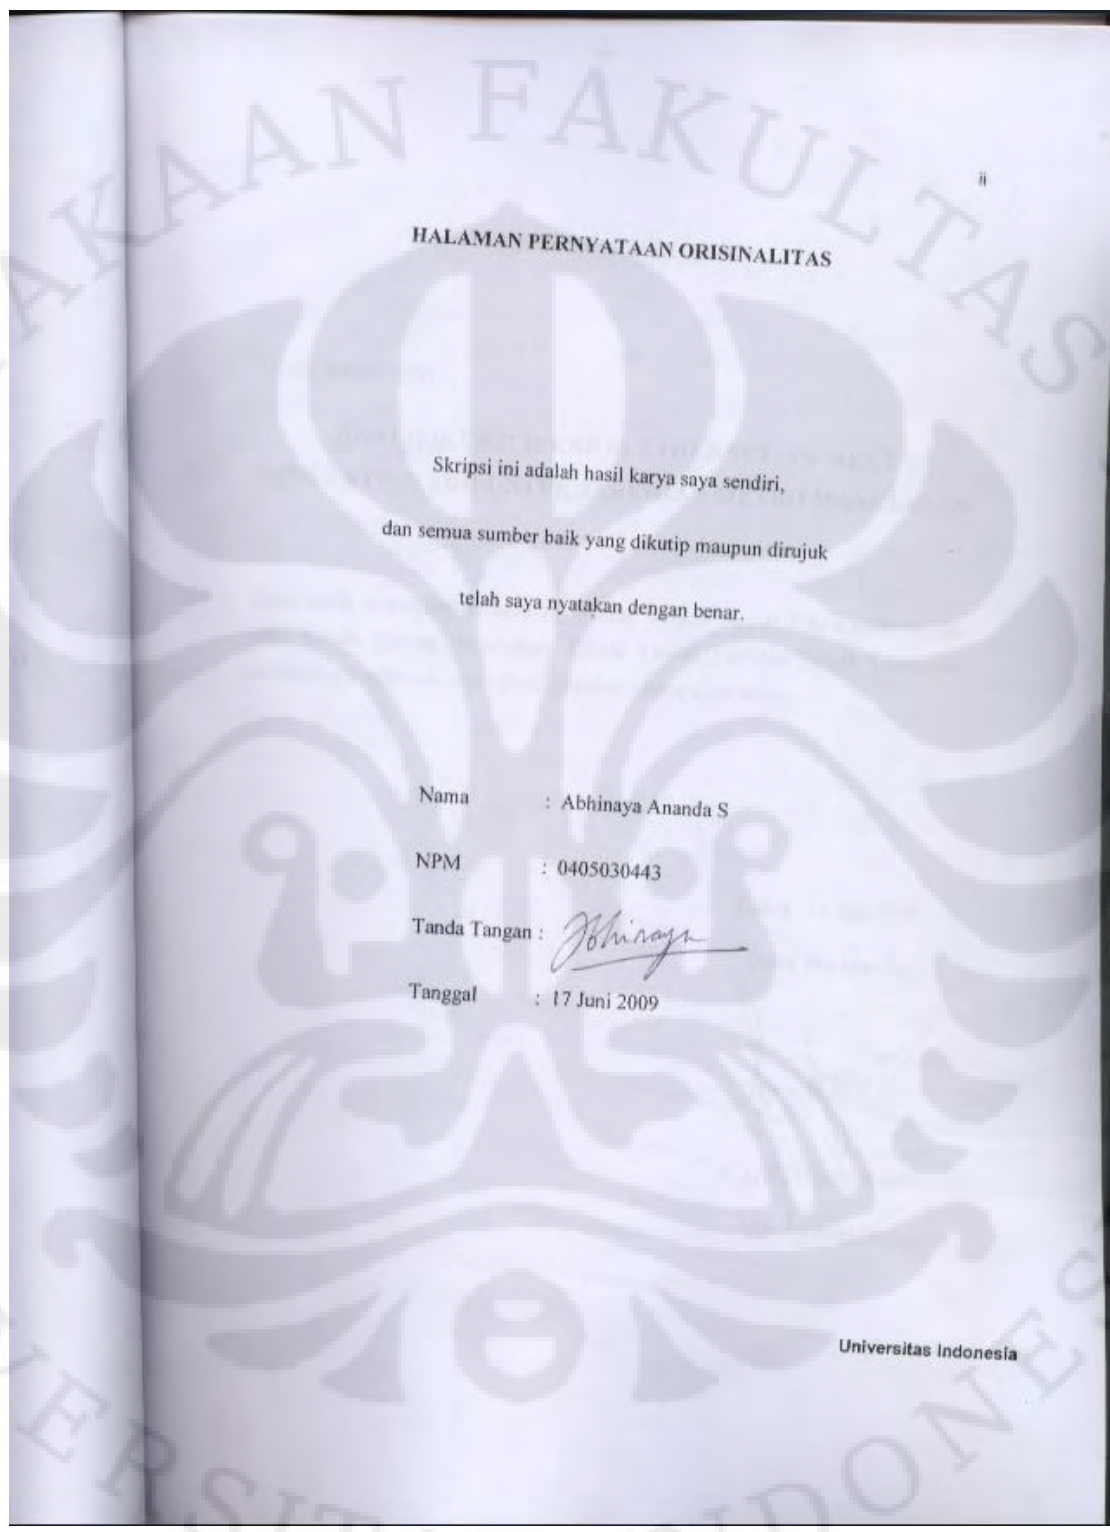 ii
HALAMAN PERNYATAAN ORISINALITAS
Skripsi ini adalah hasil karya saya sendiri,
dan semua sumber baik yang dikutip maupun dirujuk
telah saya nyatakan dengan benar.
Nama : Abhinaya Ananda S
NPM : 0405030443
Tanda Tangan : Abhinaya
Tanggal : 17 Juni 2009
Universitas Indonesia